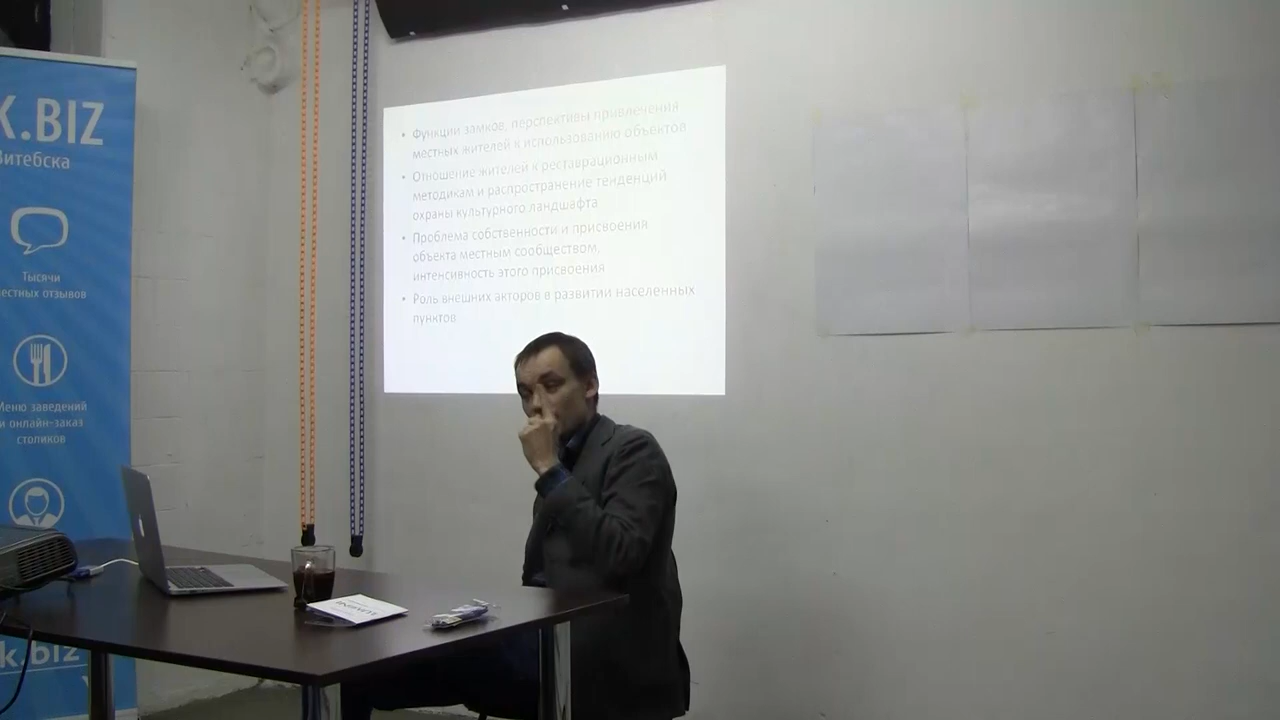 K.BIZ
Витебска
Тысячи
местных отзывов
Меню заведений
и онлайн-заказ
столиков
k.biz
• Функции замков, перспективы привлечения
местных жителей к использованию объектов
• Отношение жителей к реставрационным
методикам и распространение тенденций
охраны культурного ландшафта
• Проблема собственности и присвоения
объекта местным сообществом,
интенсивность этого присвоения
• Роль внешних акторов в развитии населенных
пунктов